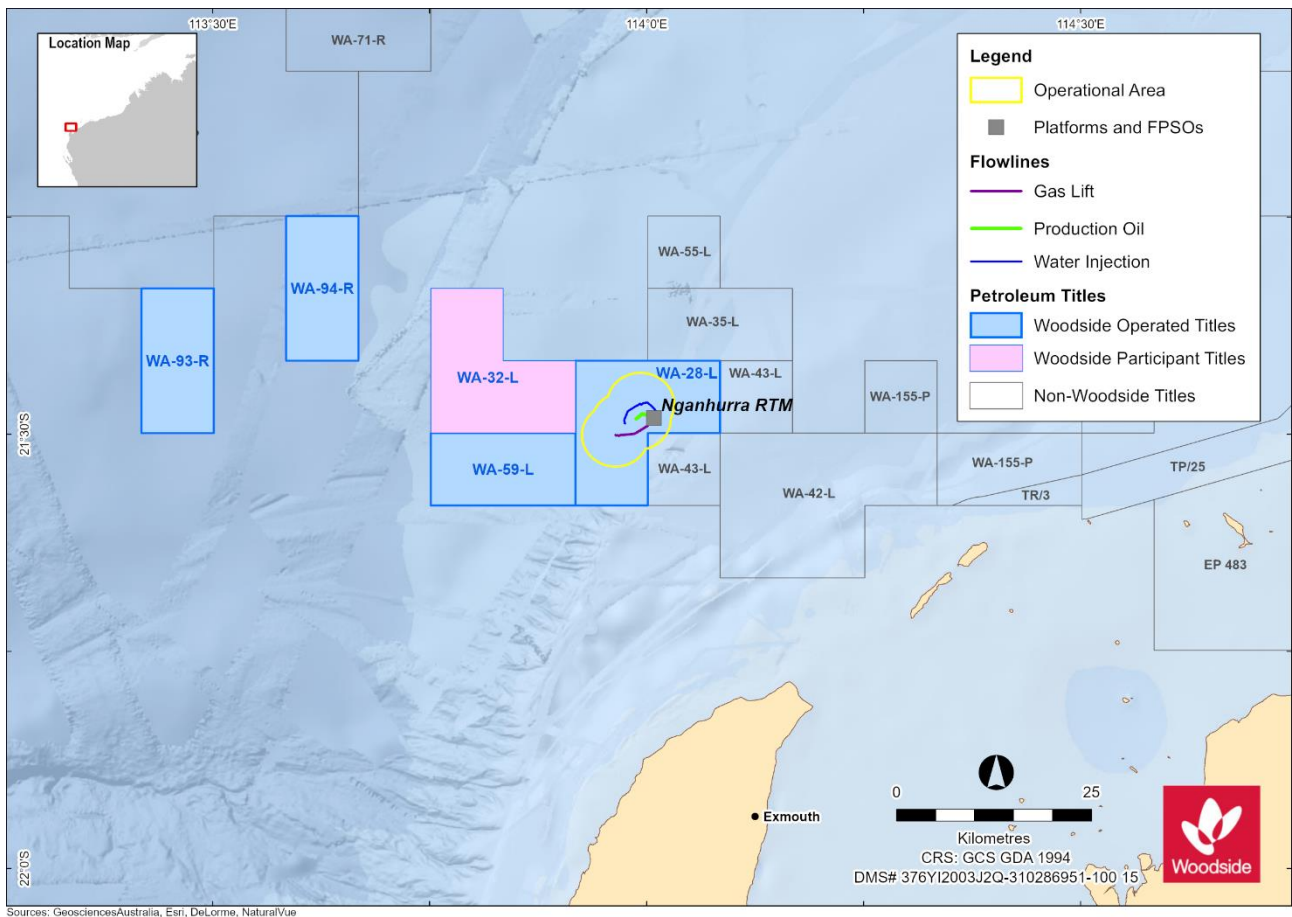 113°30'E
114°0'E
114°30'E
Location Map
WA-71-R
Legend
Operational Area
Platforms and FPSOs
Flowlines
Gas Lift
Production Oil
Water Injection
Petroleum Titles
Woodside Operated Titles
Woodside Participant Titles
Non-Woodside Titles
WA-55-L
WA-94-R
WA-35-L
WA-93-R
WA-32-L
WA-28-L
WA-43-L
WA-155-P
Nganhurra RTM
21°30'S
WA-59-L
WA-43-L
WA-42-L
WA-155-P
TP/25
TR/3
EP 483
Exmouth
0
25
Kilometres
CRS: GCS GDA 1994
DMS# 376YI2003J2Q-310286951-100 15
Woodside
22°0'S
Sources: GeosciencesAustralia, Esri, DeLorme, NaturalVue